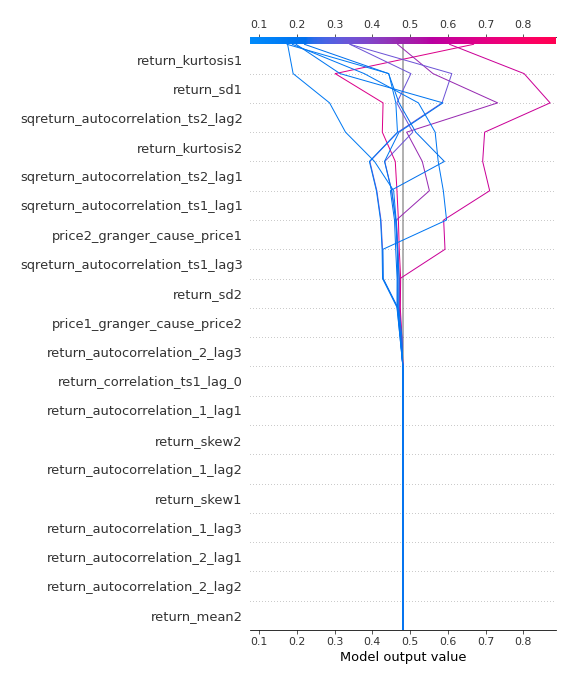 0.1 0.2 0.3 0.4 0.5 0.6 0.7 0.8
return_kurtosis1
return_sd1
sqreturn_autocorrelation_ts2_lag2
return_kurtosis2
sqreturn_autocorrelation_ts2_lag1
sqreturn_autocorrelation_ts1_lag1
price2_granger_cause_price1
sqreturn_autocorrelation_ts1_lag3
return_sd2
price1_granger_cause_price2
return_autocorrelation_2_lag3
return_correlation_ts1_lag_0
return_autocorrelation_1_lag1
return_skew2
return_autocorrelation_1_lag2
return_skew1
return_autocorrelation_1_lag3
return_autocorrelation_2_lag1
return_autocorrelation_2_lag2
return_mean2
0.1 0.2 0.3 0.4 0.5 0.6 0.7 0.8
Model output value